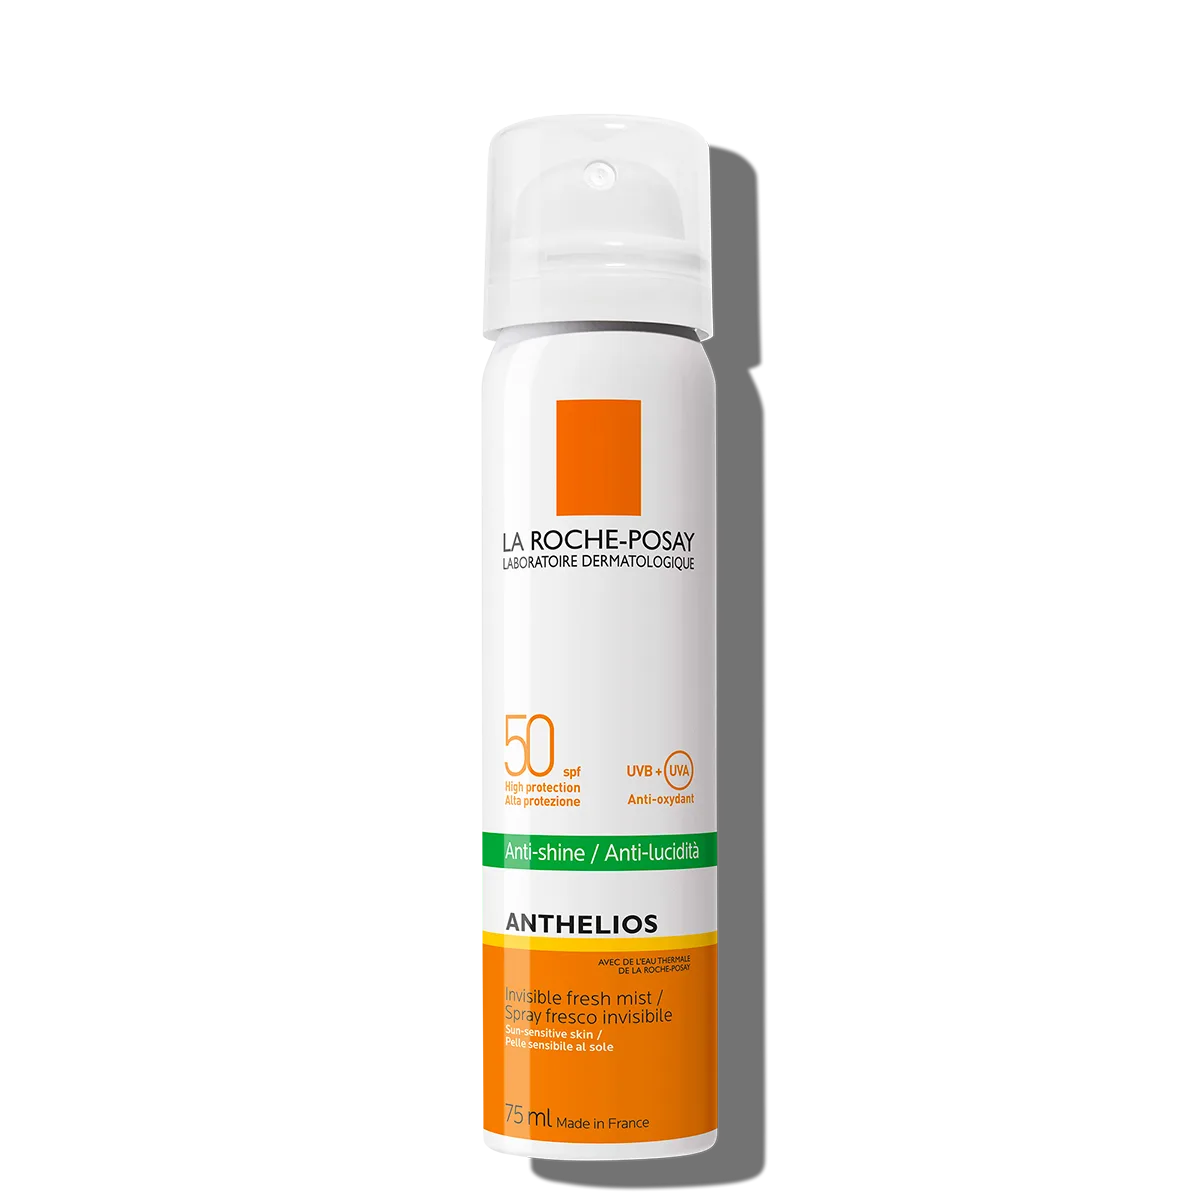 LA ROCHE-POSAY
LABORATOIRE DERMATOLOGIQUE
50 spf
High protection
Alta protezione
UVB + UVA
Anti-oxydant
Anti-shine / Anti-lucidità
ANTHELIOS
AVEC DE L'EAU THERMALE
DE LA ROCHE-POSAY
Invisible fresh mist /
Spray fresco invisibile
Sun-sensitive skin /
Pelle sensibile al sole
75 ml Made in France